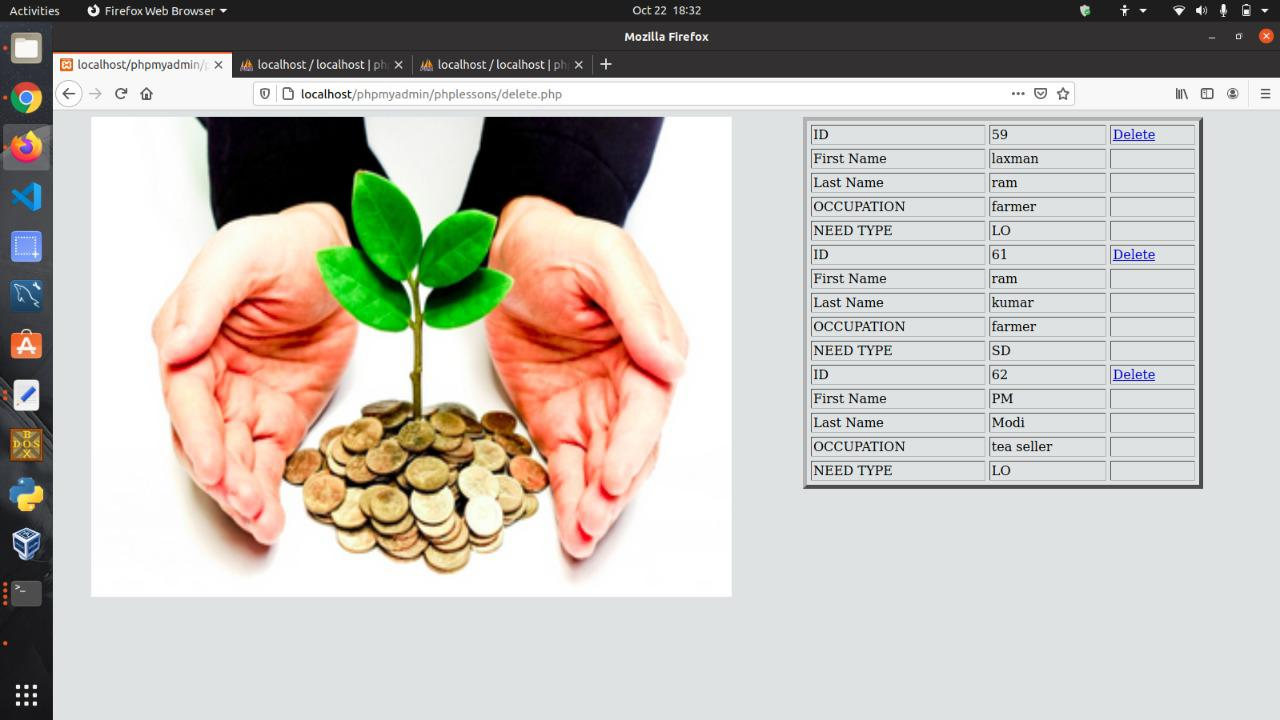 Activities Firefox Web Browser Oct 22 18:32
Mozilla Firefox
localhost/phpmyadmin/p localhost / localhost | ph localhost / localhost | ph
localhost/phpmyadmin/phplessons/delete.php
ID 59 Delete
First Name laxman
Last Name ram
OCCUPATION farmer
NEED TYPE LO
ID 61 Delete
First Name ram
Last Name kumar
OCCUPATION farmer
NEED TYPE SD
ID 62 Delete
First Name PM
Last Name Modi
OCCUPATION tea seller
NEED TYPE LO